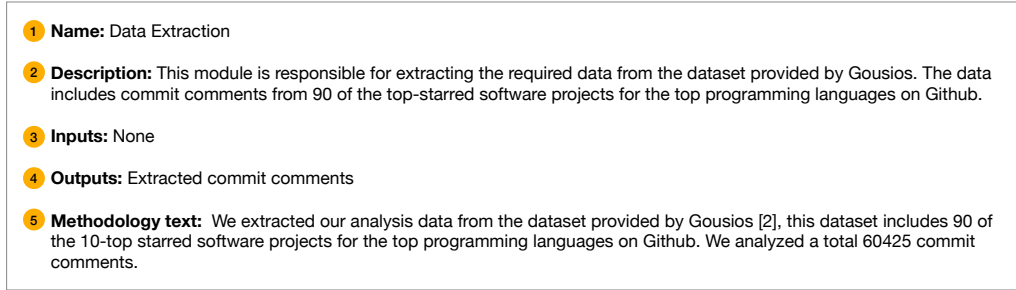 1 Name: Data Extraction
2 Description: This module is responsible for extracting the required data from the dataset provided by Gousios. The data
includes commit comments from 90 of the top-starred software projects for the top programming languages on Github.
3 Inputs: None
4 Outputs: Extracted commit comments
5 Methodology text: We extracted our analysis data from the dataset provided by Gousios [2], this dataset includes 90 of
the 10-top starred software projects for the top programming languages on Github. We analyzed a total 60425 commit
comments.